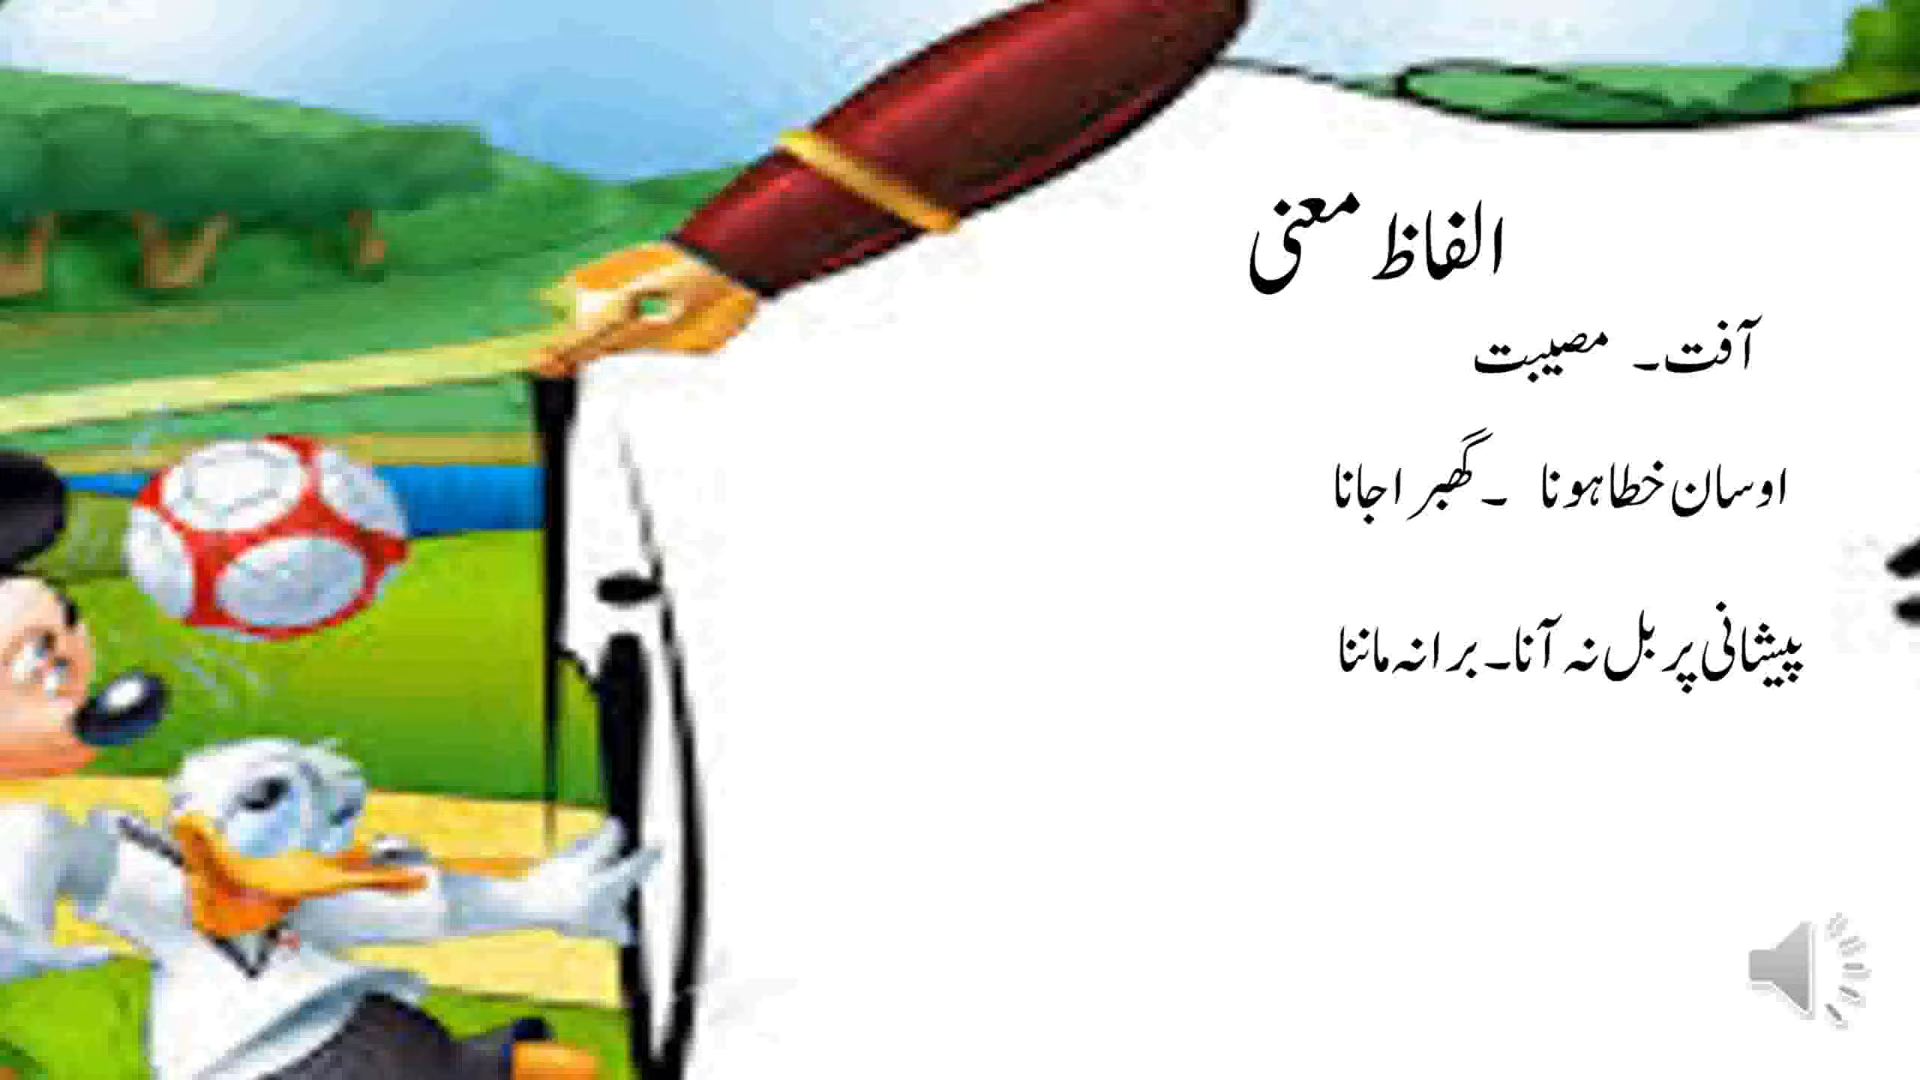 الفاظ معنی
آفت۔ مصیبت
اوسان خطا ہونا ۔ گھبرا جانا
پیشانی پر بل نہ آنا۔ برا نہ ماننا